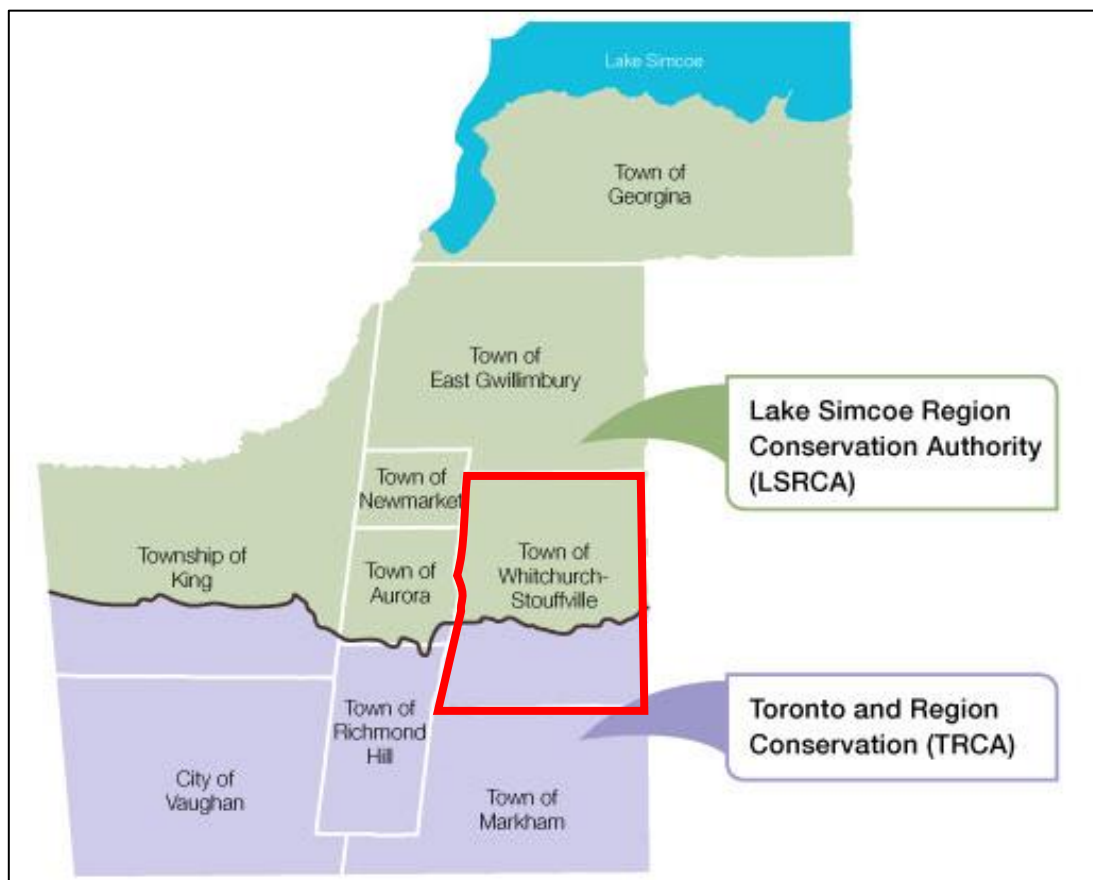 Lake Simcoe
Town of
Georgina
Town of
East Gwillimbury
Lake Simcoe Region
Conservation Authority
(LSRCA)
Town of
Newmarket
Town of
Whitchurch-
Stouffville
Township of
King
Town of
Aurora
Town of
Richmond
Hill
Toronto and Region
Conservation (TRCA)
City of
Vaughan
Town of
Markham